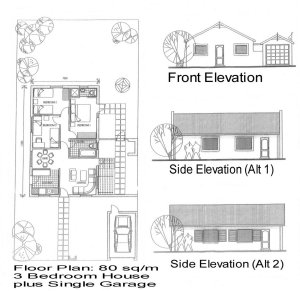 Front Elevation
Side Elevation (Alt 1)
Side Elevation (Alt 2)
Floor Plan: 80 sq/m
3 Bedroom House
plus Single Garage